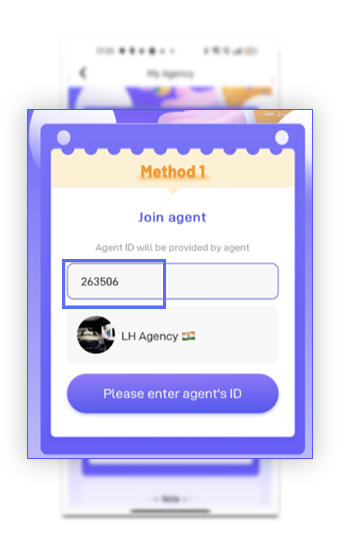 My Agency
Method 1
Join agent
Agent ID will be provided by agent
263506
LH Agency 🇮🇳
Please enter agent's ID
Note